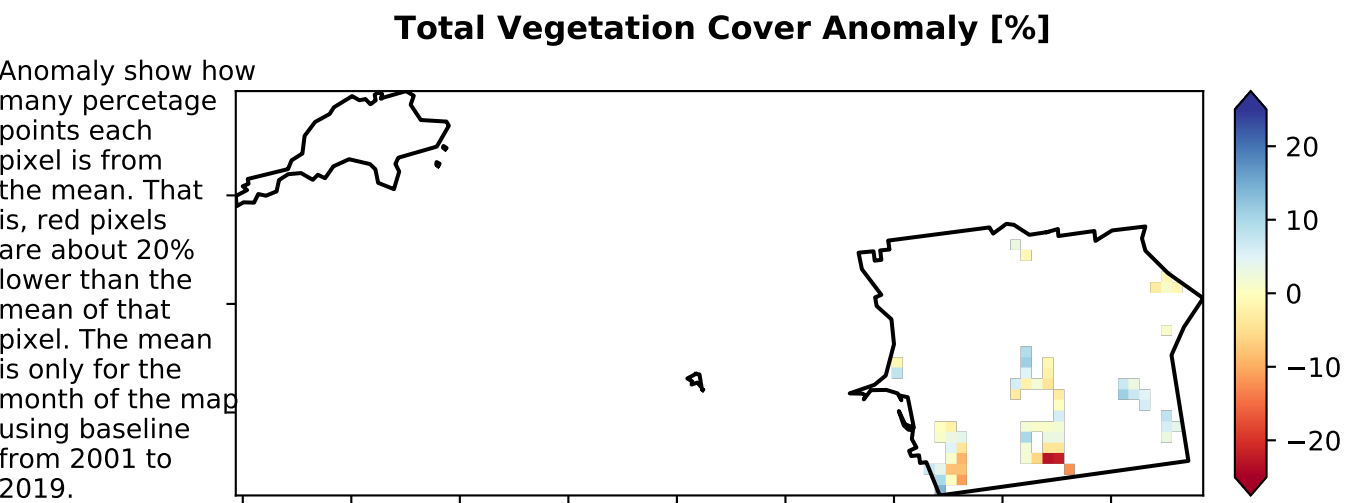 Total Vegetation Cover Anomaly [%]
Anomaly show how
many percetage
points each
pixel is from
the mean. That
is, red pixels
are about 20%
lower than the
mean of that
pixel. The mean
is only for the
month of the map
using baseline
from 2001 to
2019.
20
10
0
−10
−20